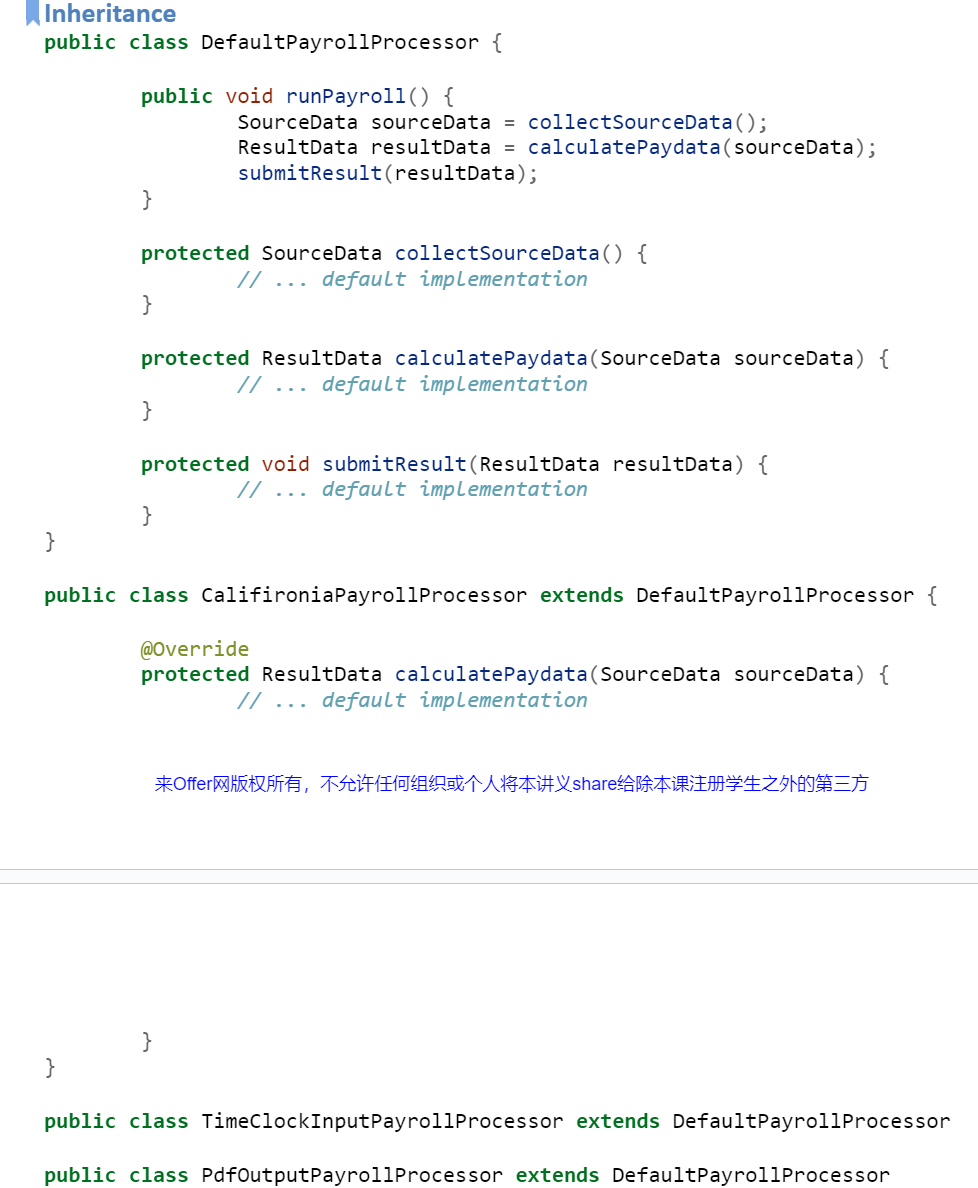 Inheritance
public class DefaultPayrollProcessor {
public void runPayroll() {
SourceData sourceData = collectSourceData();
ResultData resultData = calculatePaydata(sourceData);
submitResult(resultData);
}
protected SourceData collectSourceData() {
// ... default implementation
}
protected ResultData calculatePaydata(SourceData sourceData) {
// ... default implementation
}
protected void submitResult(ResultData resultData) {
// ... default implementation
}
}
public class CalifironiaPayrollProcessor extends DefaultPayrollProcessor {
@Override
protected ResultData calculatePaydata(SourceData sourceData) {
// ... default implementation
来Offer网版权所有，不允许任何组织或个人将本讲义share给除本课注册学生之外的第三方
}
}
public class TimeClockInputPayrollProcessor extends DefaultPayrollProcessor
public class PdfOutputPayrollProcessor extends DefaultPayrollProcessor